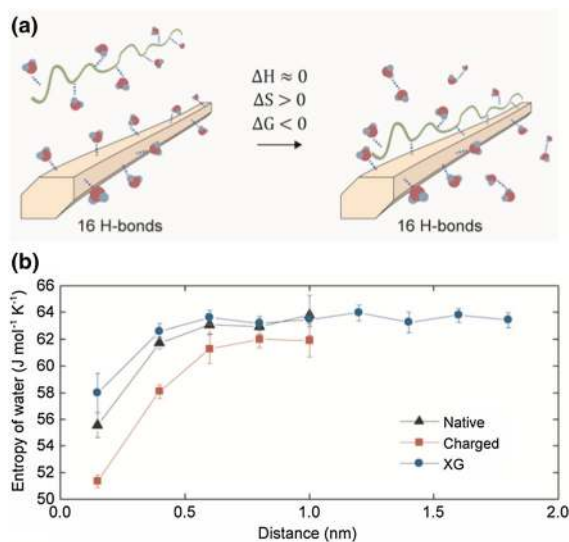 (a)
ΔH ≈ 0
ΔS > 0
ΔG < 0
16 H-bonds
16 H-bonds
(b)
Entropy of water (J mol⁻¹ K⁻¹)
66
64
62
60
58
56
54
52
50
Native
Charged
XG
0.0 0.5 1.0 1.5 2.0
Distance (nm)